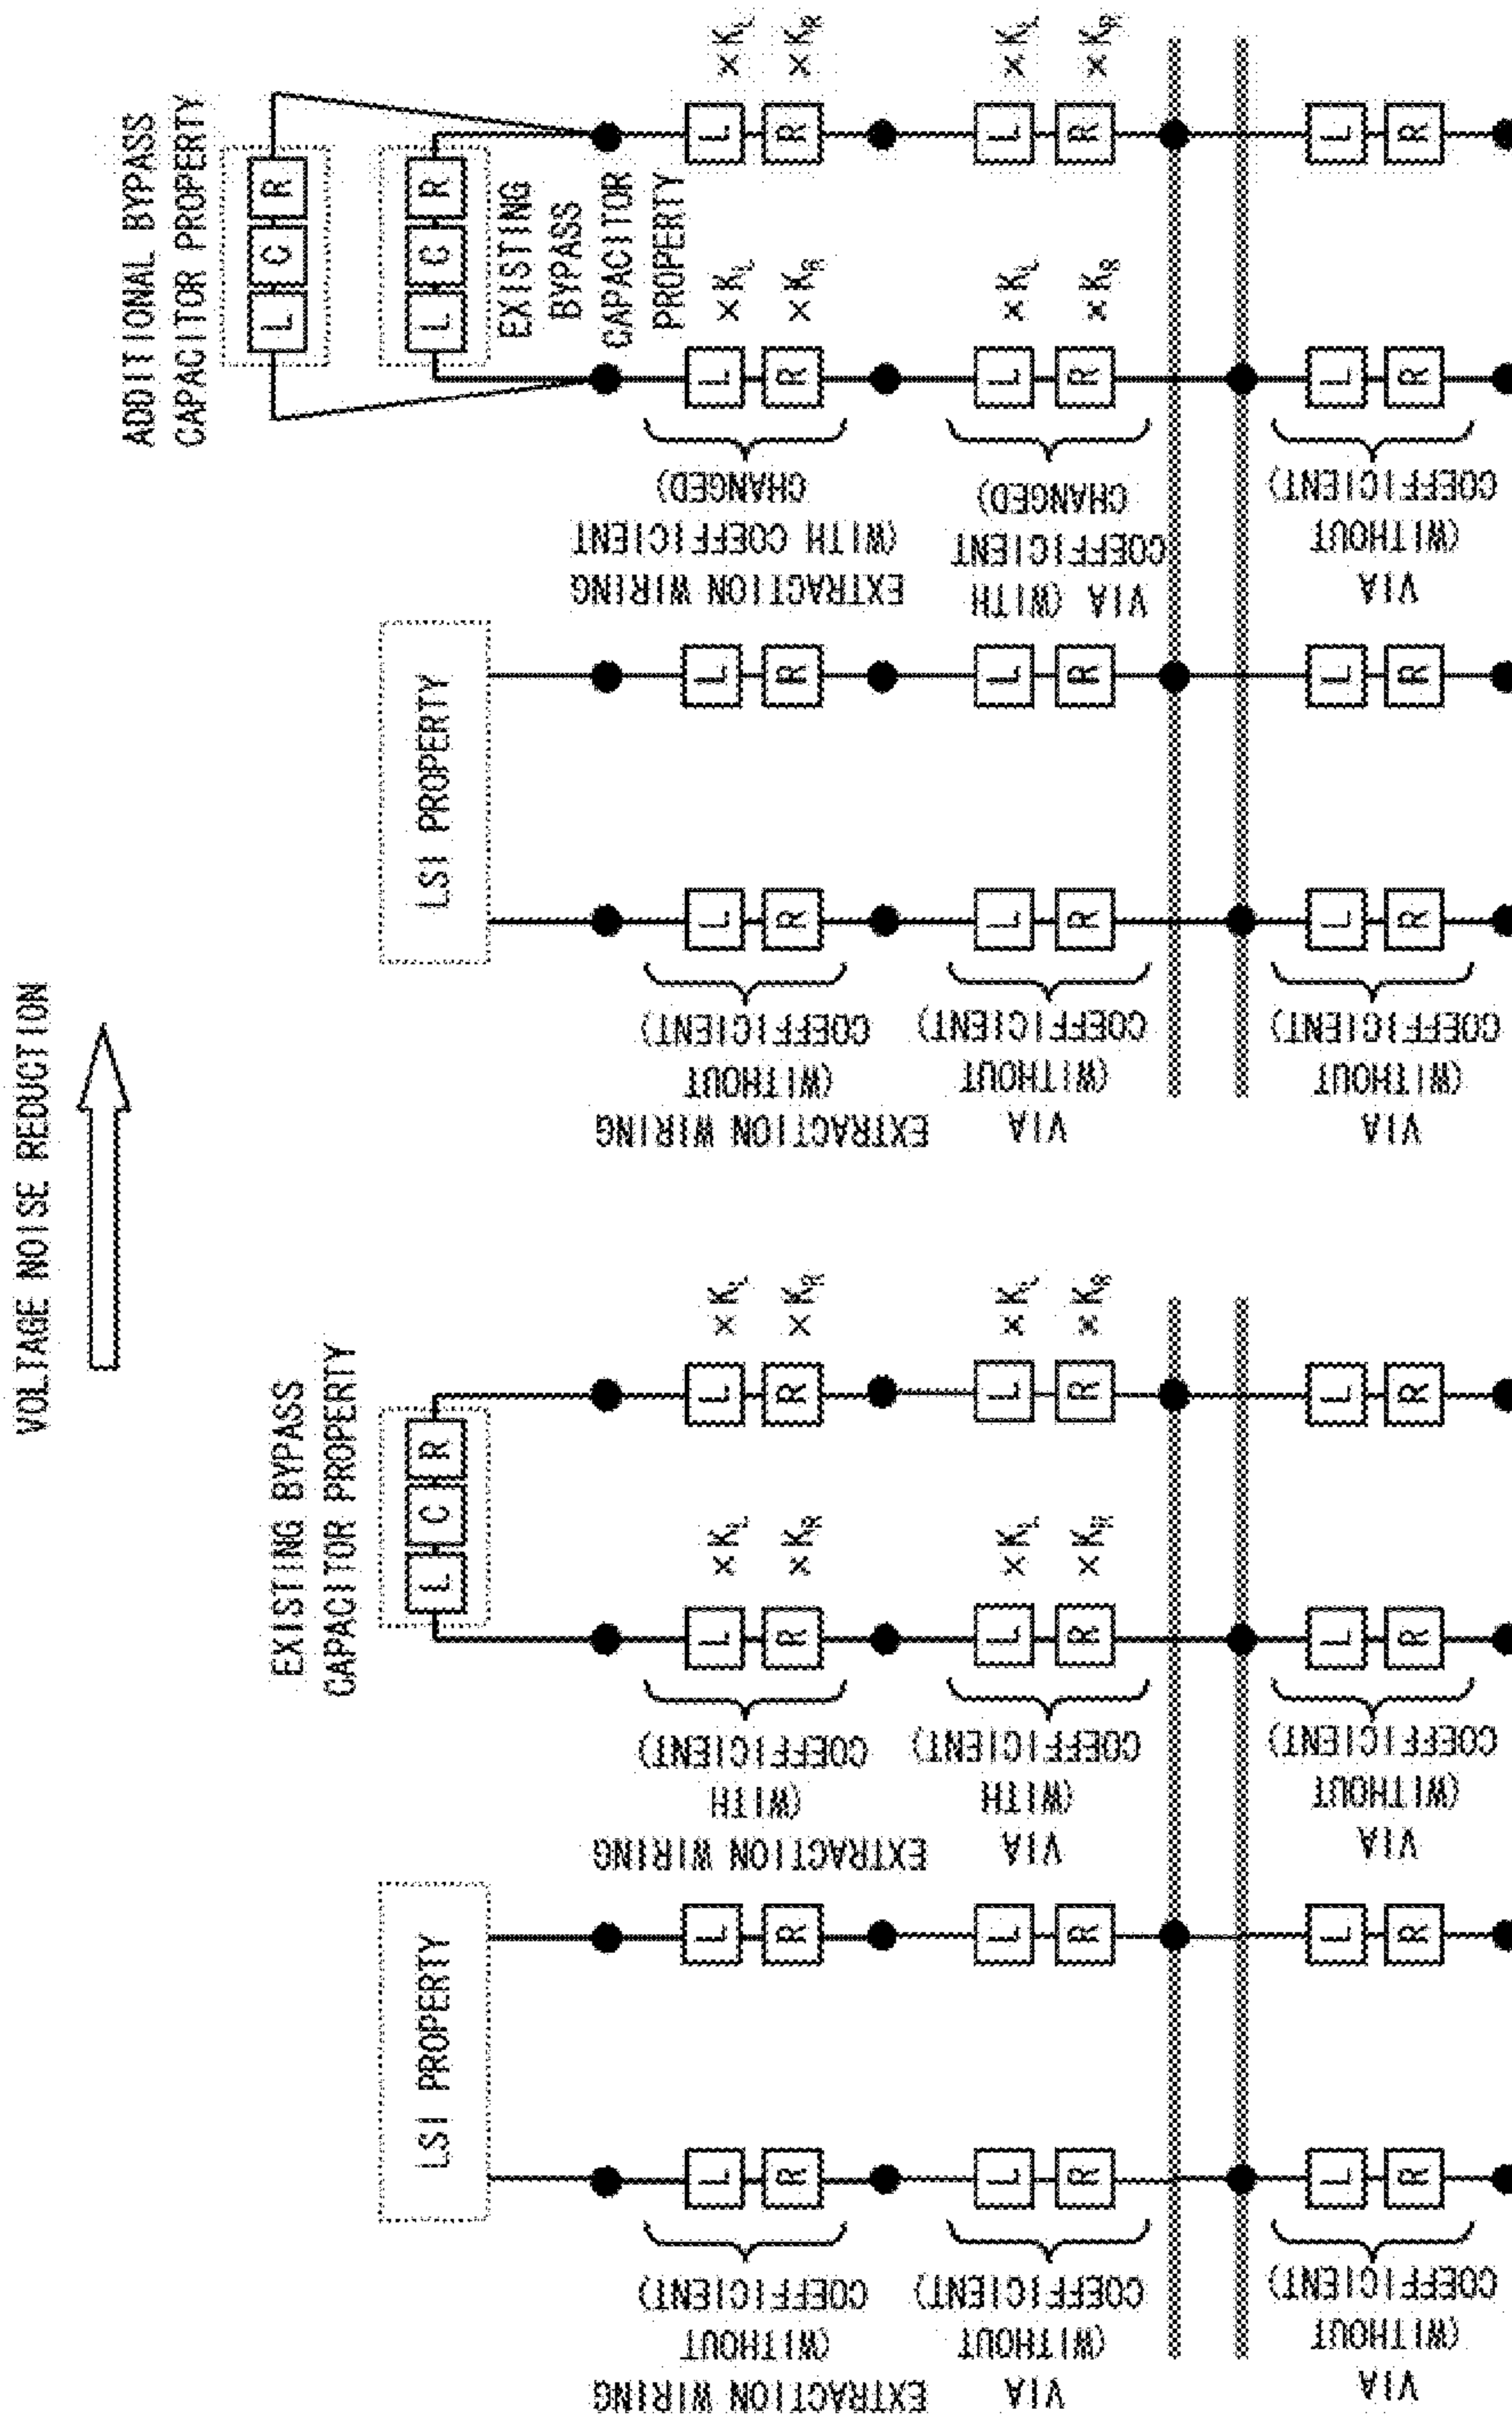 VOLTAGE NOISE REDUCTION
LSI PROPERTY
EXTRACTION WIRING
(WITHOUT
COEFFICIENT)
L L
R R
VIA
(WITHOUT
COEFFICIENT)
L L
R R
VIA
(WITHOUT
COEFFICIENT)
L L
R R
EXISTING BYPASS
CAPACITOR PROPERTY
L C R
EXTRACTION WIRING
(WITH
COEFFICIENT)
L ×K_L L ×K_L
R ×K_R R ×K_R
VIA
(WITH
COEFFICIENT)
L ×K_L L ×K_L
R ×K_R R ×K_R
VIA
(WITHOUT
COEFFICIENT)
L L
R R
LSI PROPERTY
EXTRACTION WIRING
(WITHOUT
COEFFICIENT)
L L
R R
VIA
(WITHOUT
COEFFICIENT)
L L
R R
VIA
(WITHOUT
COEFFICIENT)
L L
R R
ADDITIONAL BYPASS
CAPACITOR PROPERTY
L C R
L C R
EXISTING
BYPASS
CAPACITOR
PROPERTY
EXTRACTION WIRING
(WITH COEFFICIENT
CHANGED)
L ×K_L L ×K_L
R ×K_R R ×K_R
VIA (WITH
COEFFICIENT
CHANGED)
L ×K_L L ×K_L
R ×K_R R ×K_R
VIA
(WITHOUT
COEFFICIENT)
L L
R R